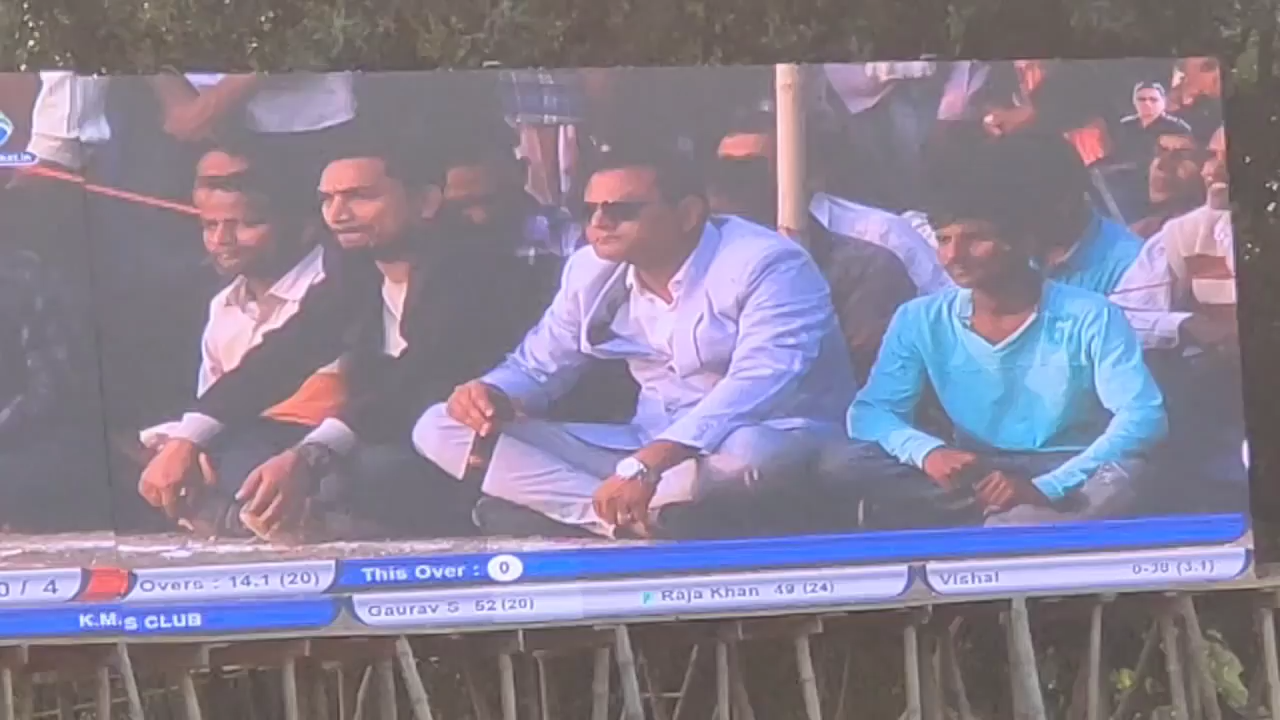 0 / 4 Overs : 14.1 (20) This Over : 0
K.M.S CLUB Gaurav S 52 (20) Raja Khan 49 (24) Vishal 0-38 (3.1)